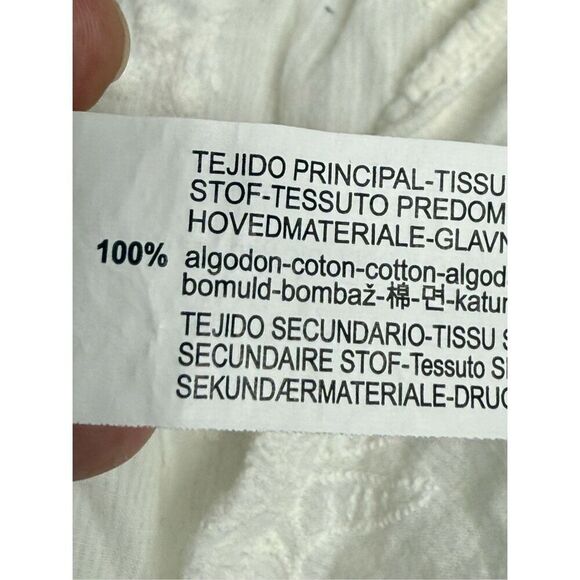 TEJIDO PRINCIPAL-TISSU
STOF-TESSUTO PREDOM
HOVEDMATERIALE-GLAVN
100% algodon-coton-cotton-algod
bomuld-bombaž-棉-면-katun
TEJIDO SECUNDARIO-TISSU S
SECUNDAIRE STOF-Tessuto SE
SEKUNDÆRMATERIALE-DRUG